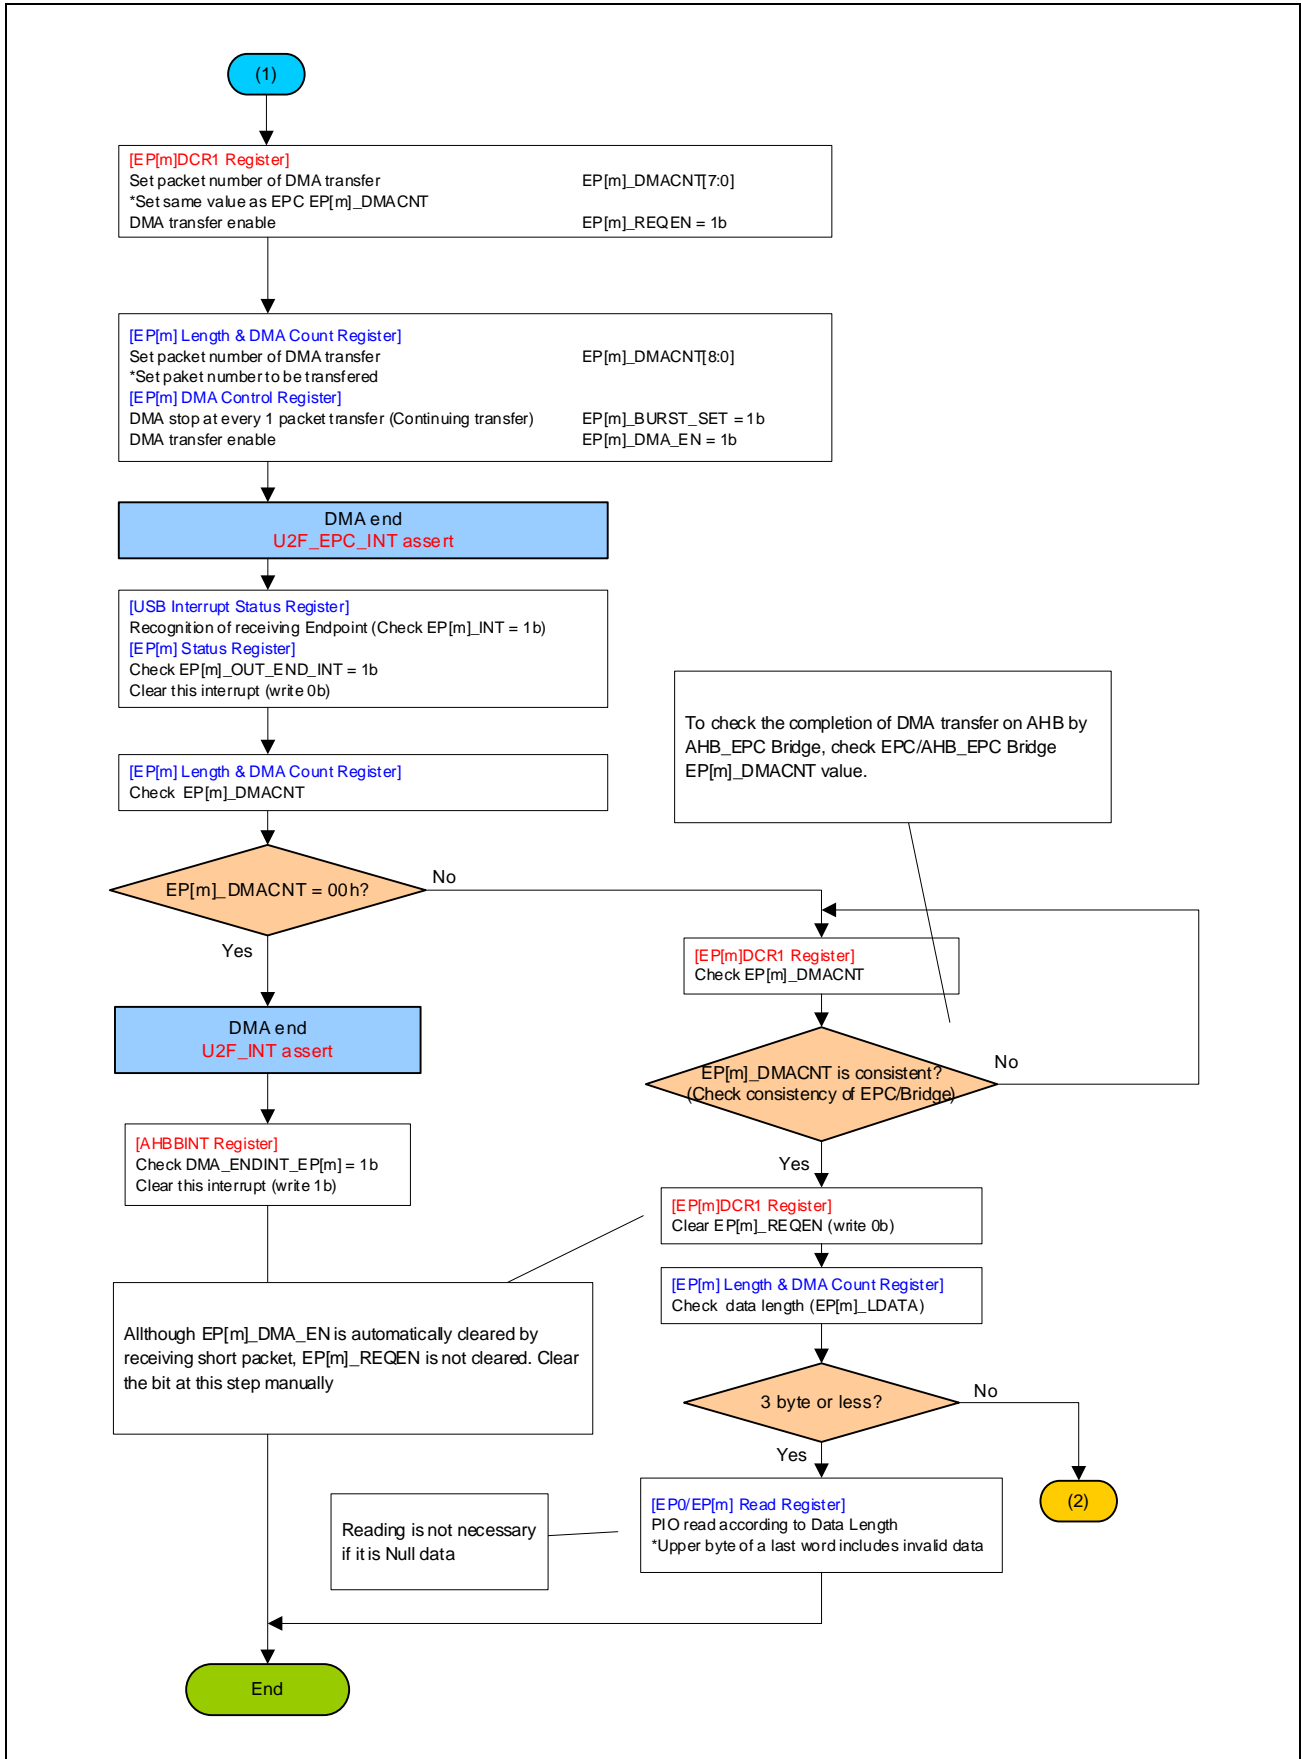 (1)
[EP[m]DCR1 Register]
Set packet number of DMA transfer EP[m]_DMACNT[7:0]
*Set same value as EPC EP[m]_DMACNT
DMA transfer enable EP[m]_REQEN = 1b
[EP[m] Length & DMA Count Register]
Set packet number of DMA transfer EP[m]_DMACNT[8:0]
*Set paket number to be transfered
[EP[m] DMA Control Register]
DMA stop at every 1 packet transfer (Continuing transfer) EP[m]_BURST_SET = 1b
DMA transfer enable EP[m]_DMA_EN = 1b
DMA end
U2F_EPC_INT assert
[USB Interrupt Status Register]
Recognition of receiving Endpoint (Check EP[m]_INT = 1b)
[EP[m] Status Register]
Check EP[m]_OUT_END_INT = 1b
Clear this interrupt (write 0b)
To check the completion of DMA transfer on AHB by
AHB_EPC Bridge, check EPC/AHB_EPC Bridge
EP[m]_DMACNT value.
[EP[m] Length & DMA Count Register]
Check EP[m]_DMACNT
EP[m]_DMACNT = 00h?
No
Yes
[EP[m]DCR1 Register]
Check EP[m]_DMACNT
DMA end
U2F_INT assert
EP[m]_DMACNT is consistent?
(Check consistency of EPC/Bridge)
No
Yes
[AHBBINT Register]
Check DMA_ENDINT_EP[m] = 1b
Clear this interrupt (write 1b)
[EP[m]DCR1 Register]
Clear EP[m]_REQEN (write 0b)
[EP[m] Length & DMA Count Register]
Check data length (EP[m]_LDATA)
Allthough EP[m]_DMA_EN is automatically cleared by
receiving short packet, EP[m]_REQEN is not cleared. Clear
the bit at this step manually
3 byte or less?
No
Yes
(2)
[EP0/EP[m] Read Register]
PIO read according to Data Length
*Upper byte of a last word includes invalid data
Reading is not necessary
if it is Null data
End